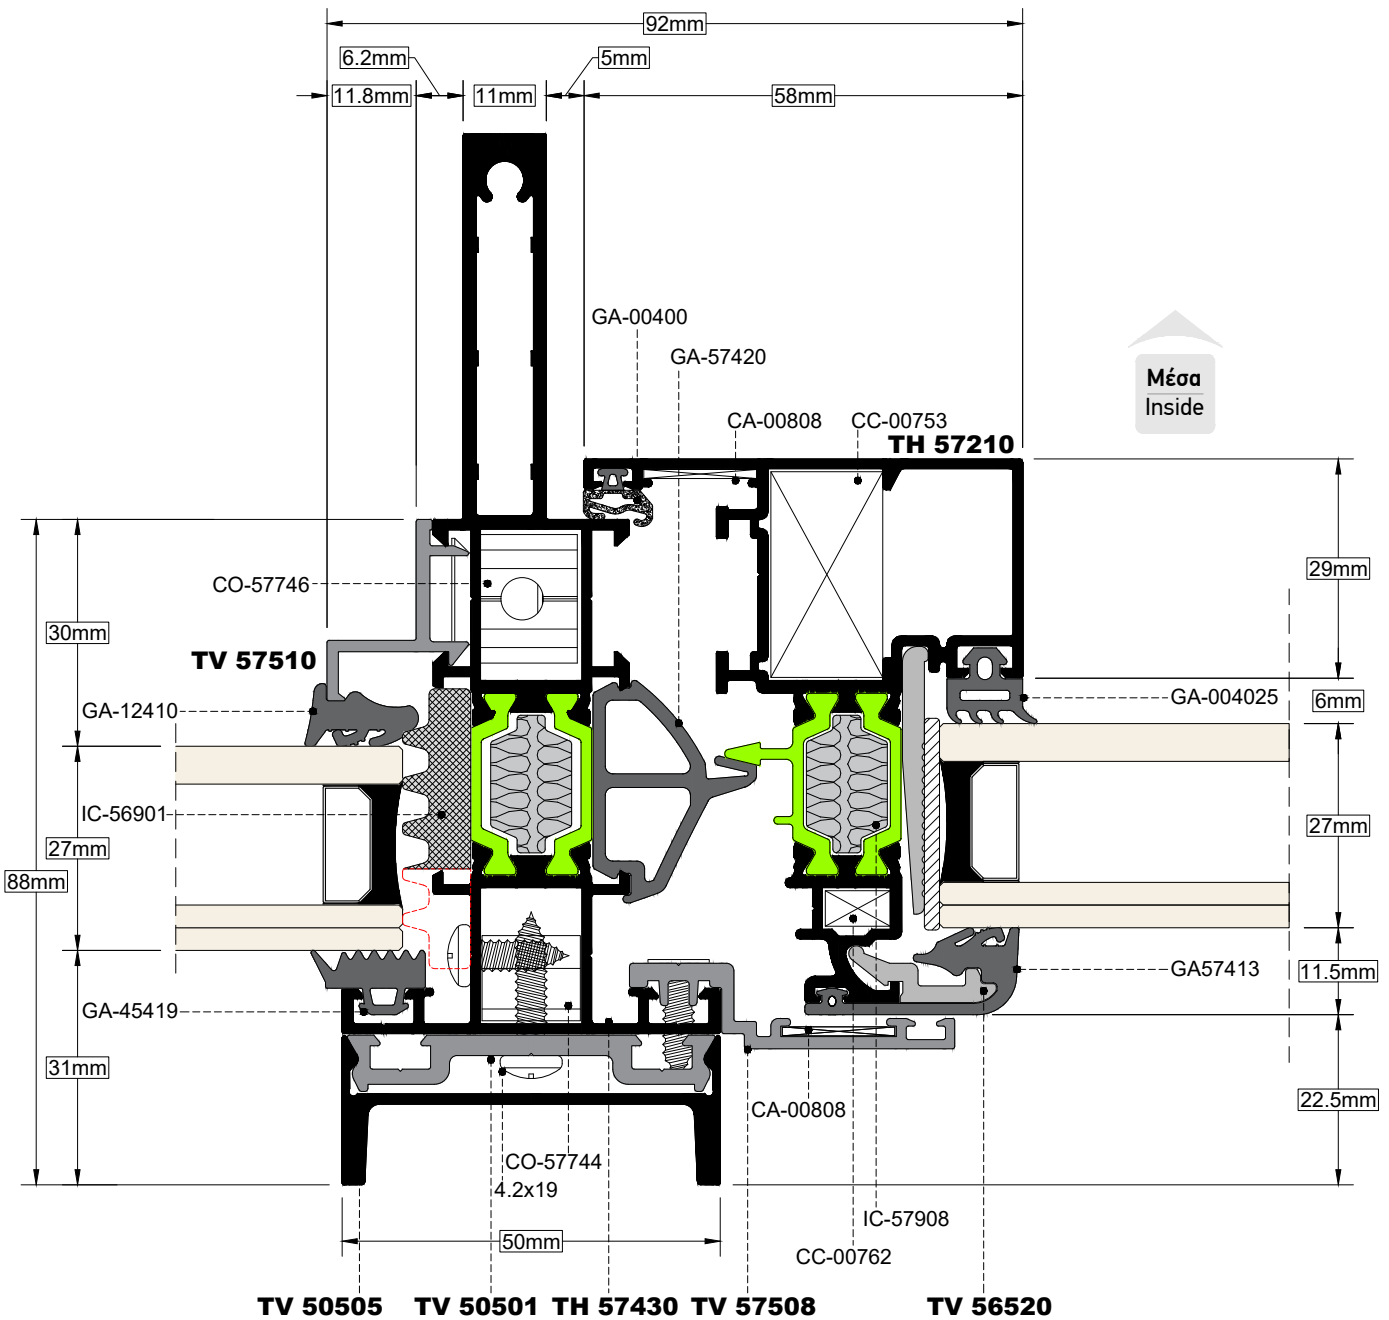 92mm
6.2mm
5mm
11.8mm
11mm
58mm
GA-00400
GA-57420
Μέσα
Inside
CA-00808
CC-00753
TH 57210
CO-57746
29mm
30mm
TV 57510
GA-12410
GA-004025
6mm
IC-56901
27mm
27mm
88mm
GA57413
11.5mm
GA-45419
31mm
22.5mm
CA-00808
CO-57744
4.2x19
IC-57908
50mm
CC-00762
TV 50505
TV 50501
TH 57430
TV 57508
TV 56520